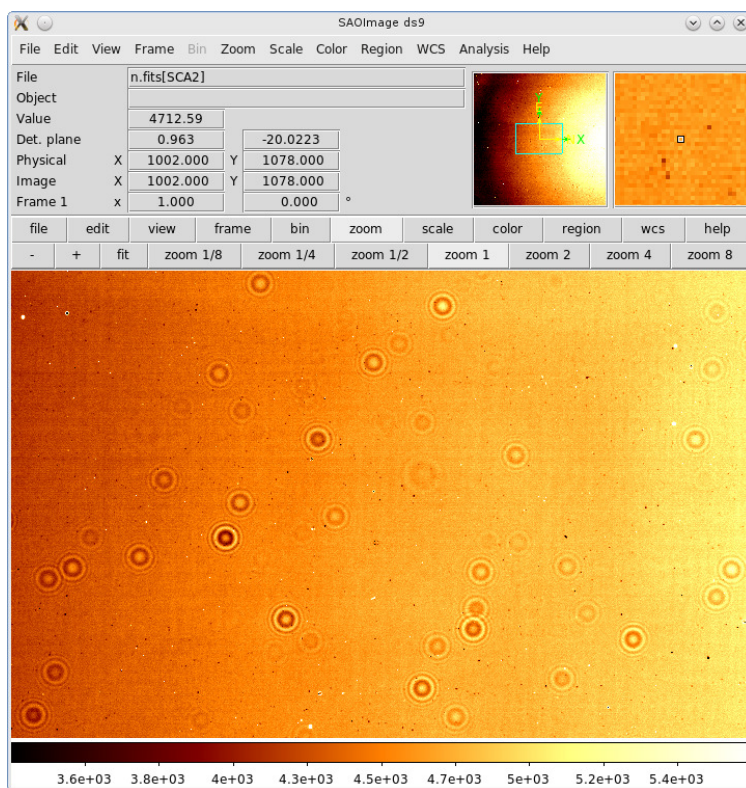 SAOImage ds9
File Edit View Frame Bin Zoom Scale Color Region WCS Analysis Help
File n.fits[SCA2]
Object
Value 4712.59
Det. plane 0.963 -20.0223
Physical X 1002.000 Y 1078.000
Image X 1002.000 Y 1078.000
Frame 1 x 1.000 0.000 °
X
file edit view frame bin zoom scale color region wcs help
- + fit zoom 1/8 zoom 1/4 zoom 1/2 zoom 1 zoom 2 zoom 4 zoom 8
3.6e+03 3.8e+03 4e+03 4.3e+03 4.5e+03 4.7e+03 5e+03 5.2e+03 5.4e+03